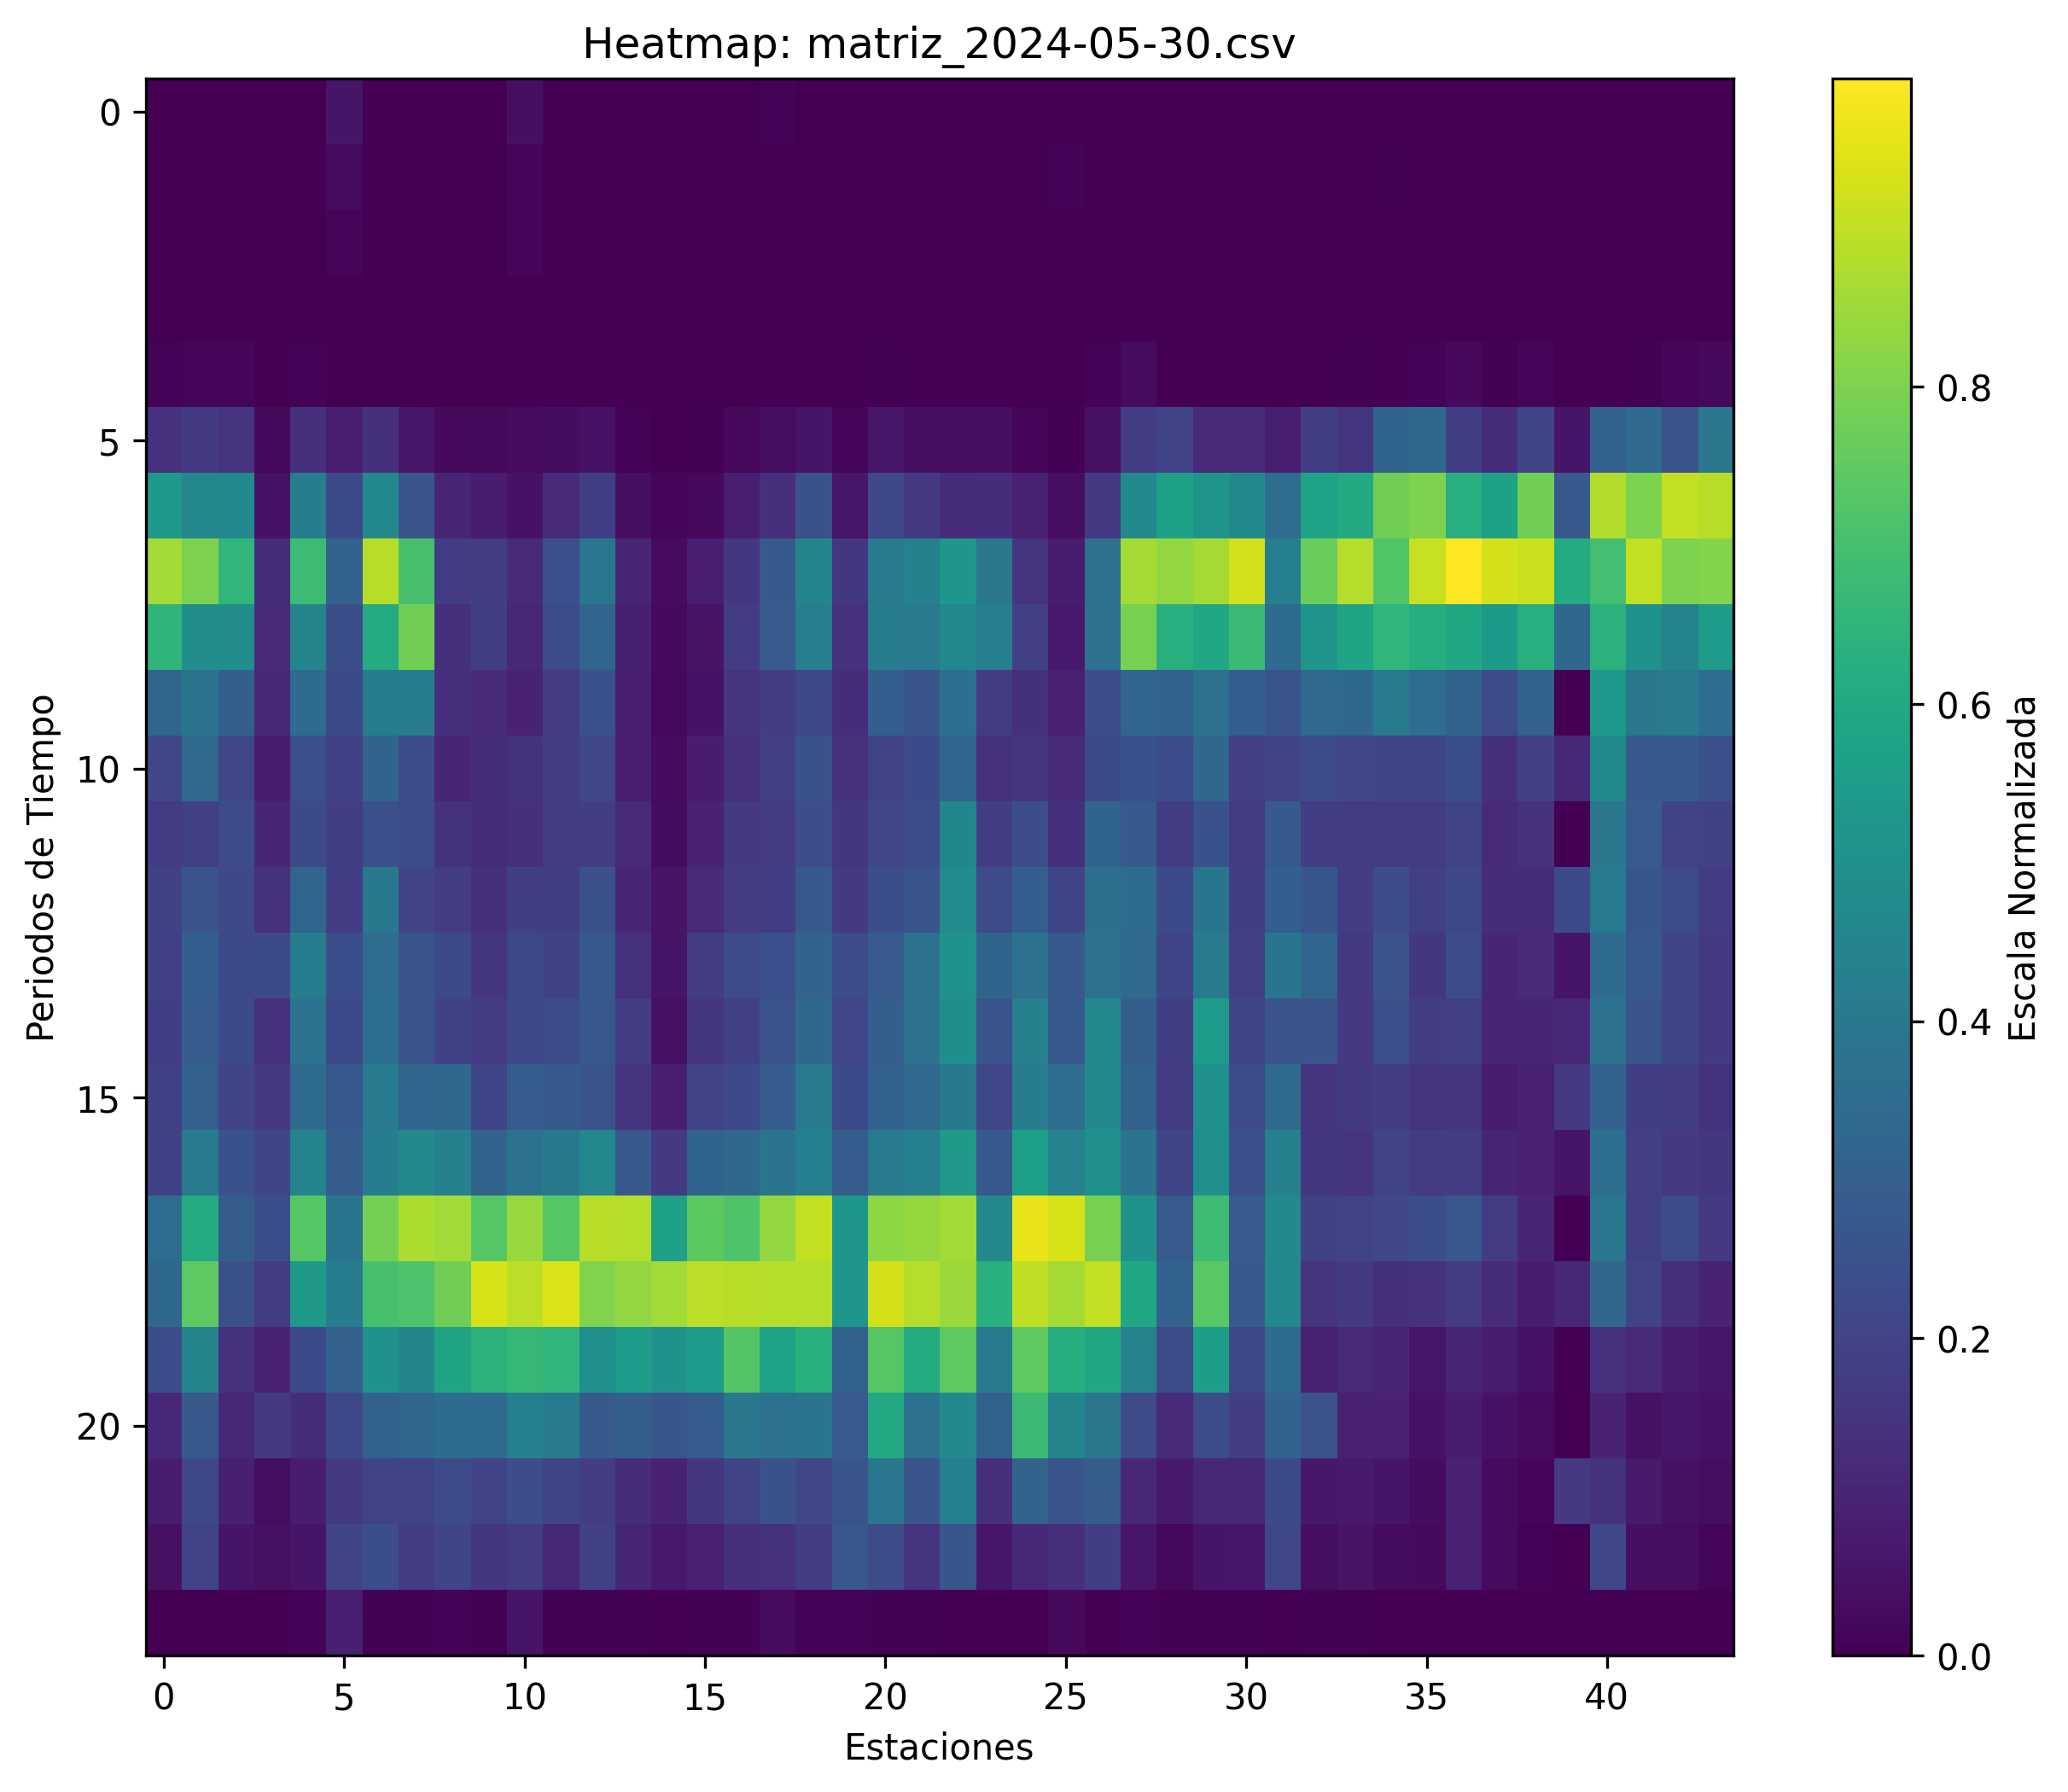 Heatmap: matriz_2024-05-30.csv
Periodos de Tiempo
0
5
10
15
20
0 5 10 15 20 25 30 35 40
Estaciones
0.8
0.6
0.4
0.2
0.0
Escala Normalizada